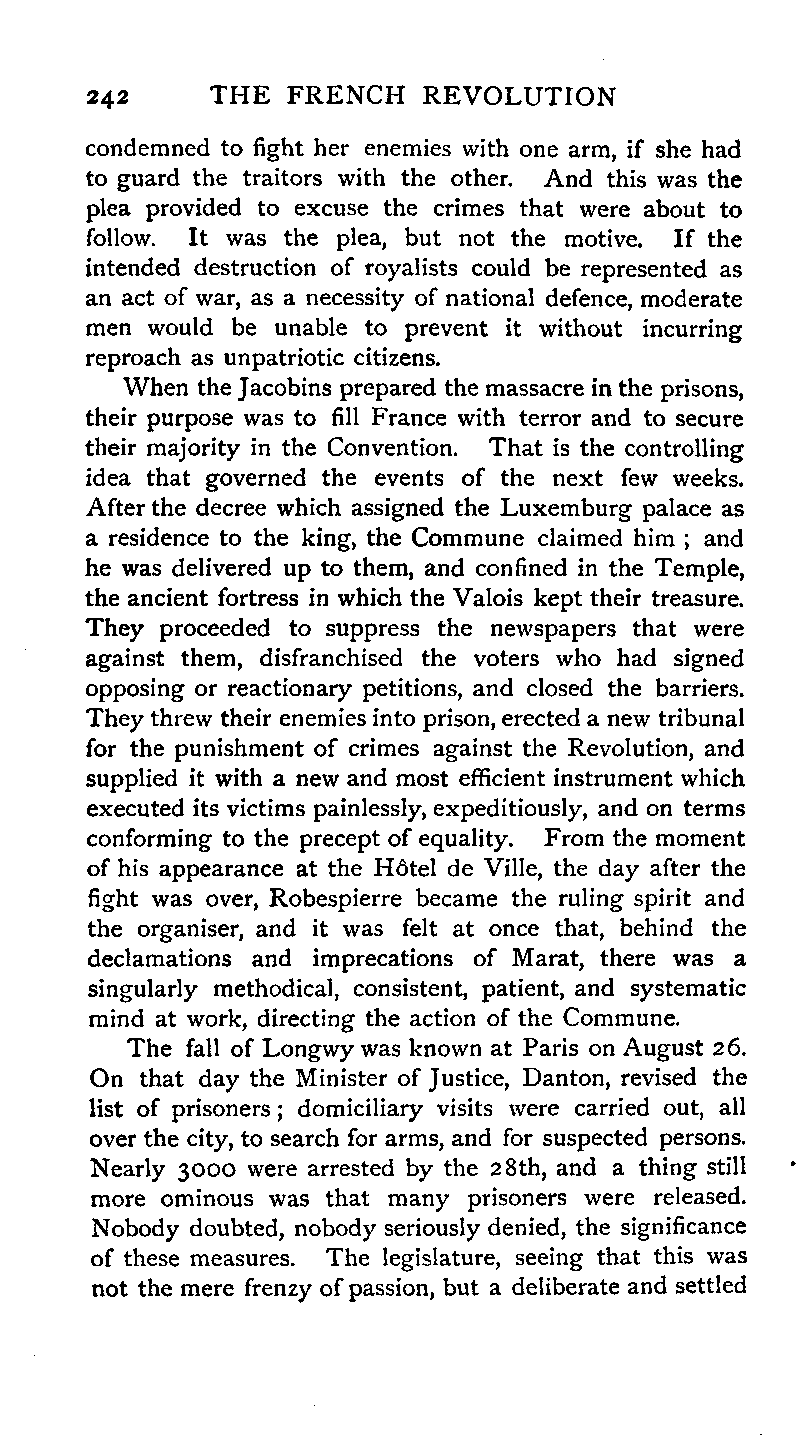 242 THE FRENCH REVOLUTION
condemned to fight her enemies with one arm, if she had
to guard the traitors with the other. And this was the
plea provided to excuse the crimes that were about to
follow. It was the plea, but not the motive. If the
intended destruction of royalists could be represented as
an act of war, as a necessity of national defence, moderate
men would be unable to prevent it without incurring
reproach as unpatriotic citizens.
When the Jacobins prepared the massacre in the prisons,
their purpose was to fill France with terror and to secure
their majority in the Convention. That is the controlling
idea that governed the events of the next few weeks.
After the decree which assigned the Luxemburg palace as
a residence to the king, the Commune claimed him ; and
he was delivered up to them, and confined in the Temple,
the ancient fortress in which the Valois kept their treasure.
They proceeded to suppress the newspapers that were
against them, disfranchised the voters who had signed
opposing or reactionary petitions, and closed the barriers.
They threw their enemies into prison, erected a new tribunal
for the punishment of crimes against the Revolution, and
supplied it with a new and most efficient instrument which
executed its victims painlessly, expeditiously, and on terms
conforming to the precept of equality. From the moment
of his appearance at the Hôtel de Ville, the day after the
fight was over, Robespierre became the ruling spirit and
the organiser, and it was felt at once that, behind the
declamations and imprecations of Marat, there was a
singularly methodical, consistent, patient, and systematic
mind at work, directing the action of the Commune.
The fall of Longwy was known at Paris on August 26.
On that day the Minister of Justice, Danton, revised the
list of prisoners ; domiciliary visits were carried out, all
over the city, to search for arms, and for suspected persons.
Nearly 3000 were arrested by the 28th, and a thing still
more ominous was that many prisoners were released.
Nobody doubted, nobody seriously denied, the significance
of these measures. The legislature, seeing that this was
not the mere frenzy of passion, but a deliberate and settled